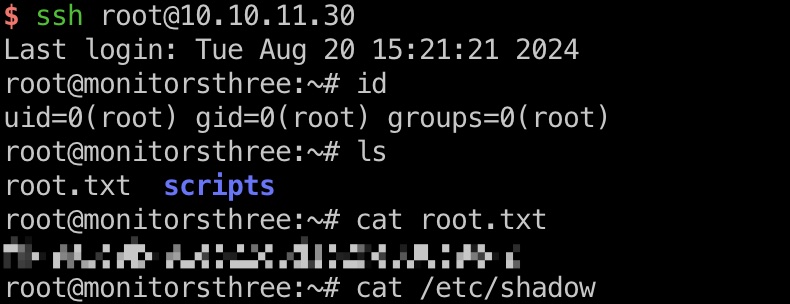 $ ssh root@10.10.11.30
Last login: Tue Aug 20 15:21:21 2024
root@monitorsthree:~# id
uid=0(root) gid=0(root) groups=0(root)
root@monitorsthree:~# ls
root.txt  scripts
root@monitorsthree:~# cat root.txt
root@monitorsthree:~# cat /etc/shadow